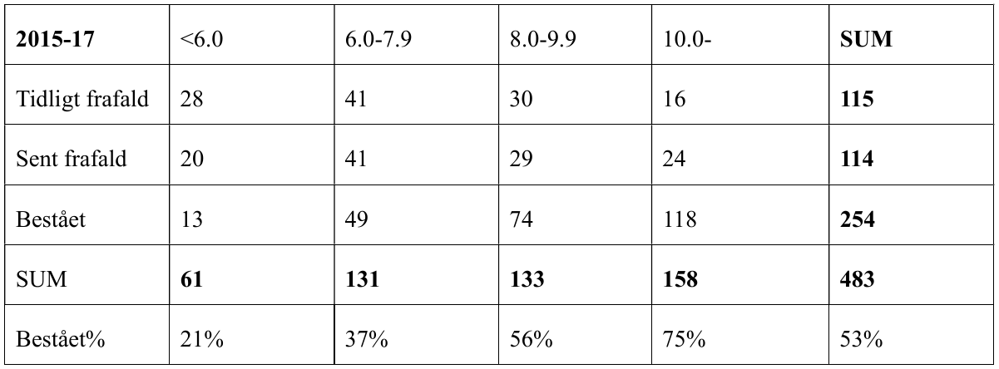 2015-17 <6.0 6.0-7.9 8.0-9.9 10.0- SUM
Tidligt frafald 28 41 30 16 115
Sent frafald 20 41 29 24 114
Bestået 13 49 74 118 254
SUM 61 131 133 158 483
Bestået% 21% 37% 56% 75% 53%